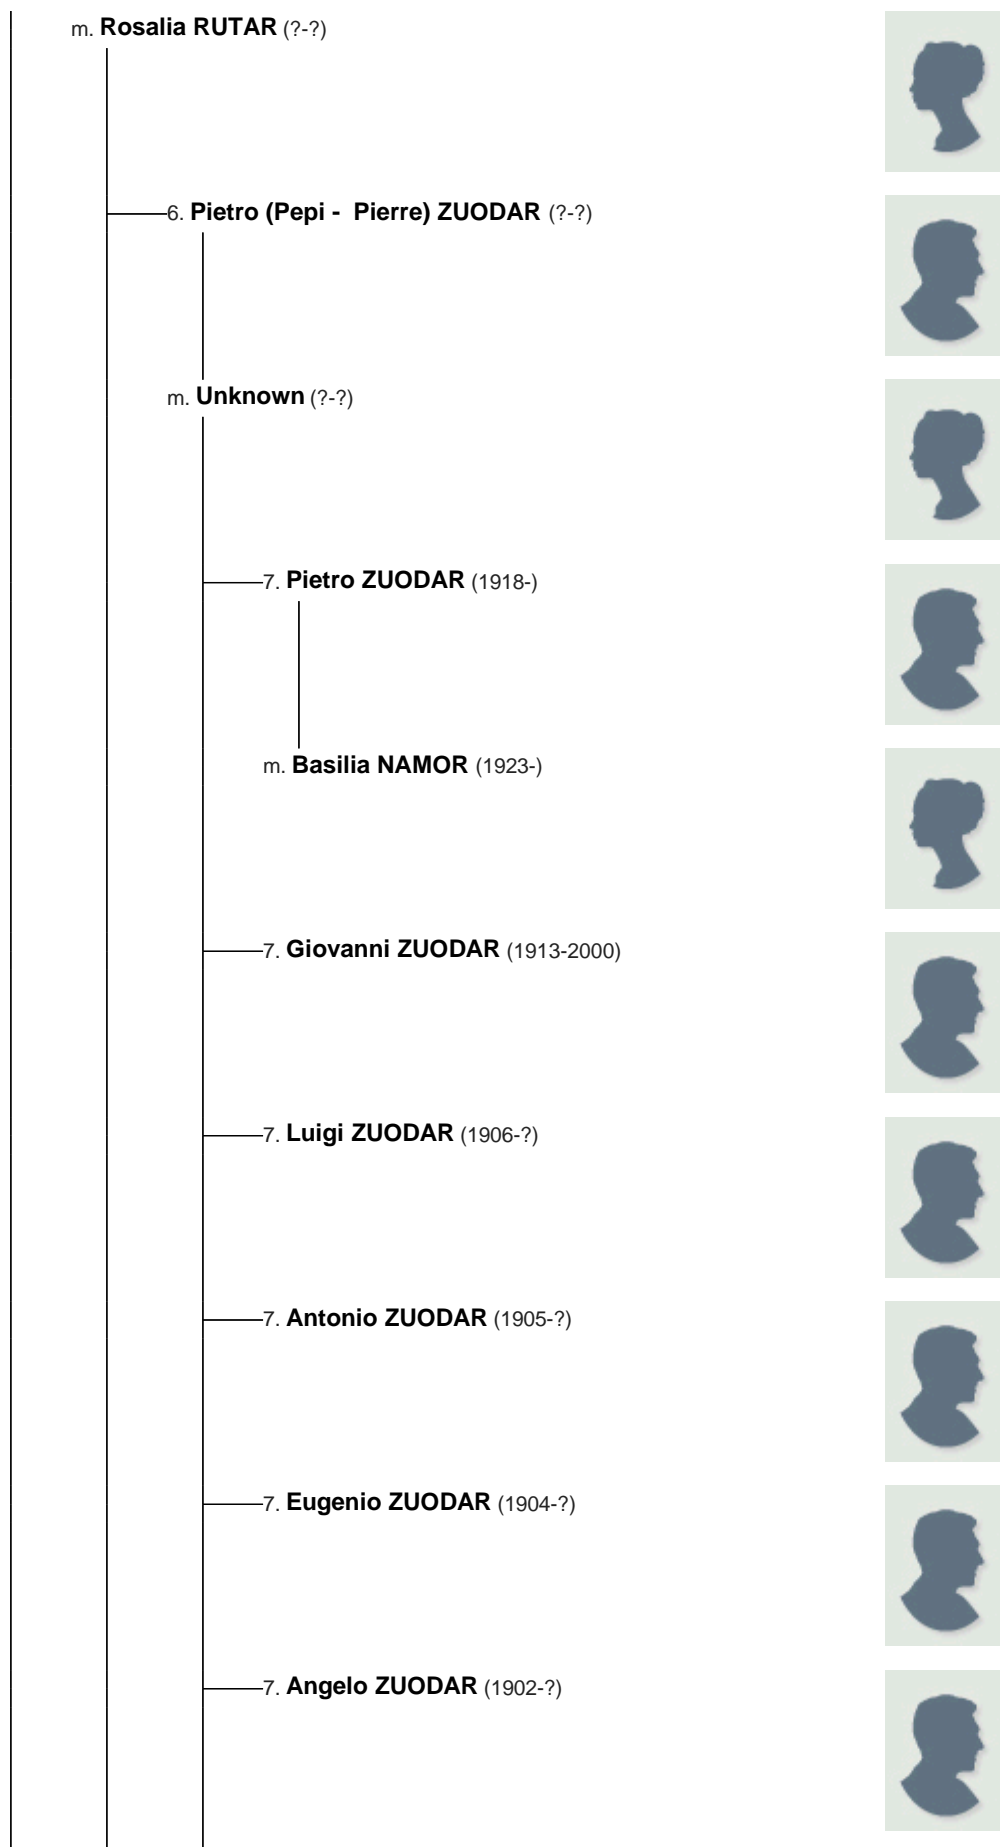 m. Rosalia RUTAR (?-?)
6. Pietro (Pepi - Pierre) ZUODAR (?-?)
m. Unknown (?-?)
7. Pietro ZUODAR (1918-)
m. Basilia NAMOR (1923-)
7. Giovanni ZUODAR (1913-2000)
7. Luigi ZUODAR (1906-?)
7. Antonio ZUODAR (1905-?)
7. Eugenio ZUODAR (1904-?)
7. Angelo ZUODAR (1902-?)